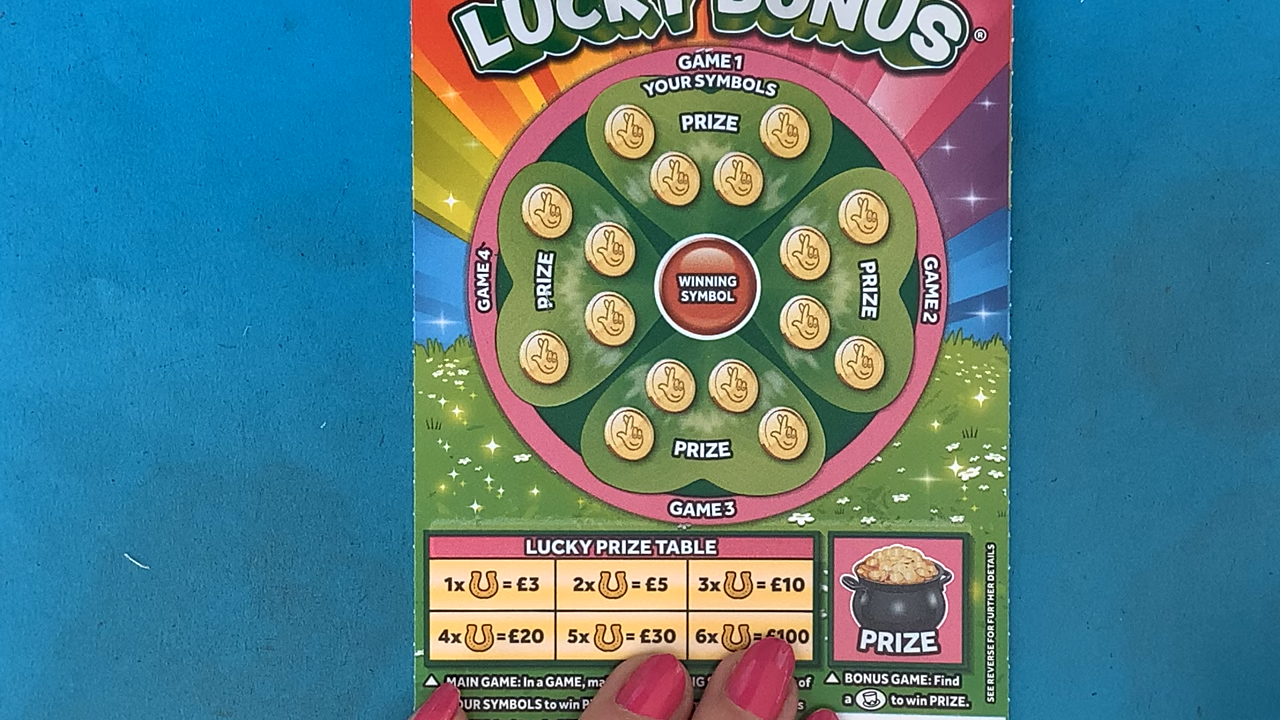 LUCKY BONUS®
GAME 1
YOUR SYMBOLS
PRIZE
GAME 4
PRIZE
WINNING
SYMBOL
PRIZE
GAME 2
PRIZE
GAME 3
LUCKY PRIZE TABLE
1x = £3
2x = £5
3x = £10
4x = £20
5x = £30
6x = £100
PRIZE
SEE REVERSE FOR FURTHER DETAILS
MAIN GAME: In a GAME, of
SYMBOLS to win
BONUS GAME: Find
a to win PRIZE.